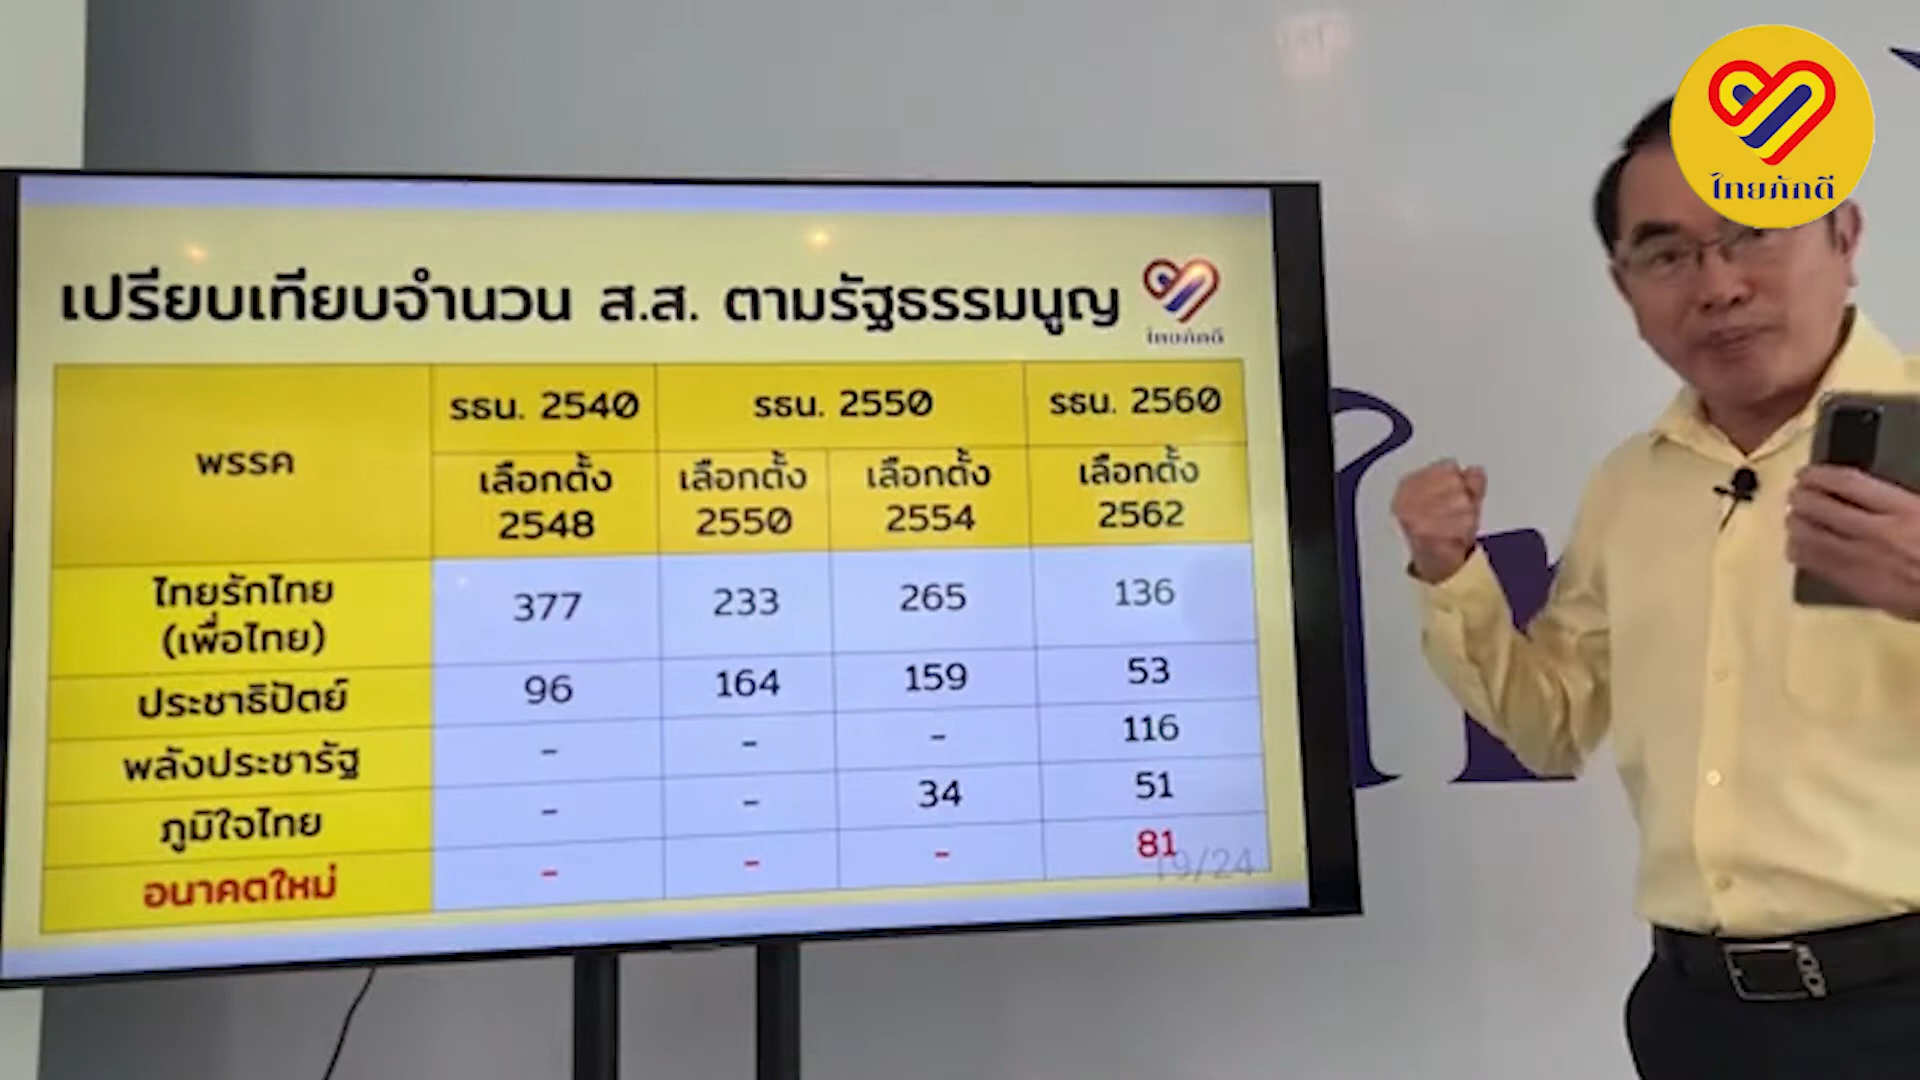 ไทยภักดี
เปรียบเทียบจำนวน ส.ส. ตามรัฐธรรมนูญ
ไทยภักดี
พรรค
รธน. 2540
รธน. 2550
รธน. 2560
เลือกตั้ง
2548
เลือกตั้ง
2550
เลือกตั้ง
2554
เลือกตั้ง
2562
ไทยรักไทย
(เพื่อไทย)
377
233
265
136
ประชาธิปัตย์
96
164
159
53
พลังประชารัฐ
-
-
-
116
ภูมิใจไทย
-
-
34
51
อนาคตใหม่
-
-
-
81
19/24